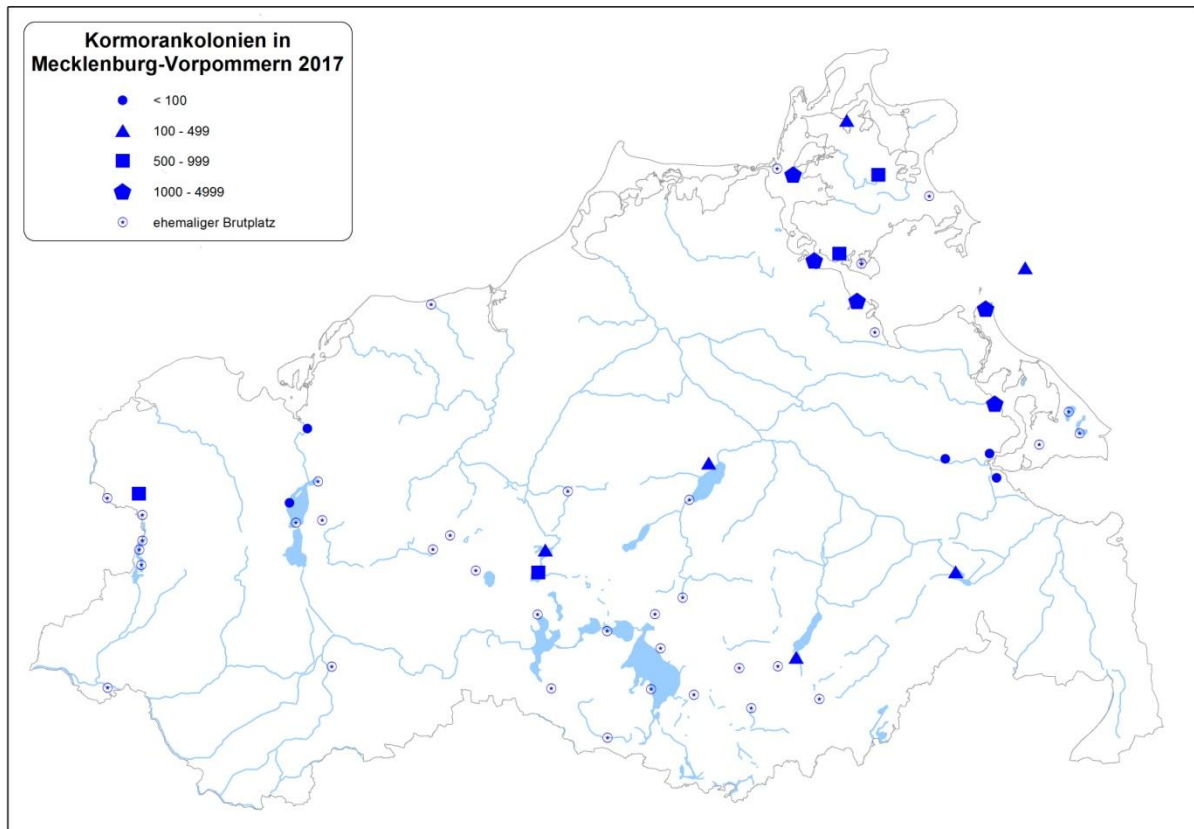 Kormorankolonien in
Mecklenburg-Vorpommern 2017
< 100
100 - 499
500 - 999
1000 - 4999
ehemaliger Brutplatz